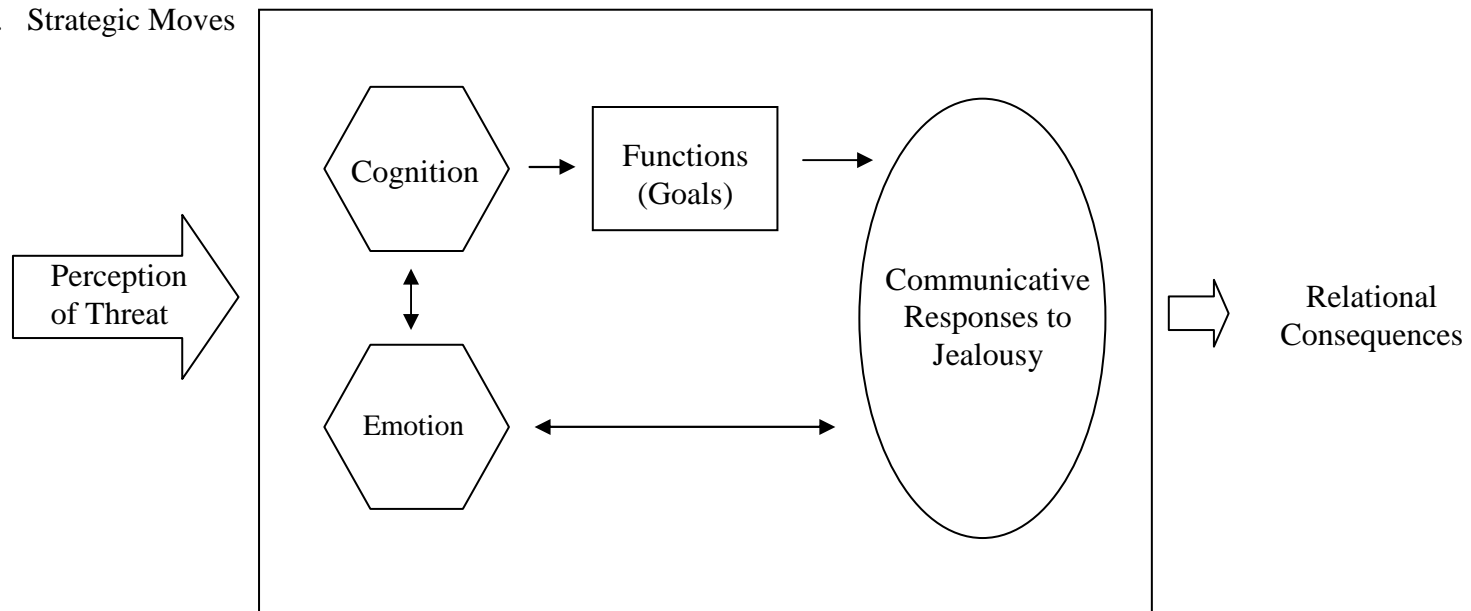 . Strategic Moves
Cognition
Functions
(Goals)
Perception
of Threat
Communicative
Responses to
Jealousy
Relational
Consequences
Emotion